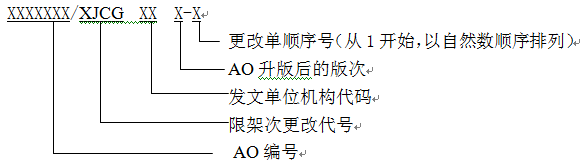 XXXXXXX/XJCG XX X-X
更改单顺序号（从1开始，以自然数顺序排列）
AO升版后的版次
发文单位机构代码
限架次更改代号
AO编号